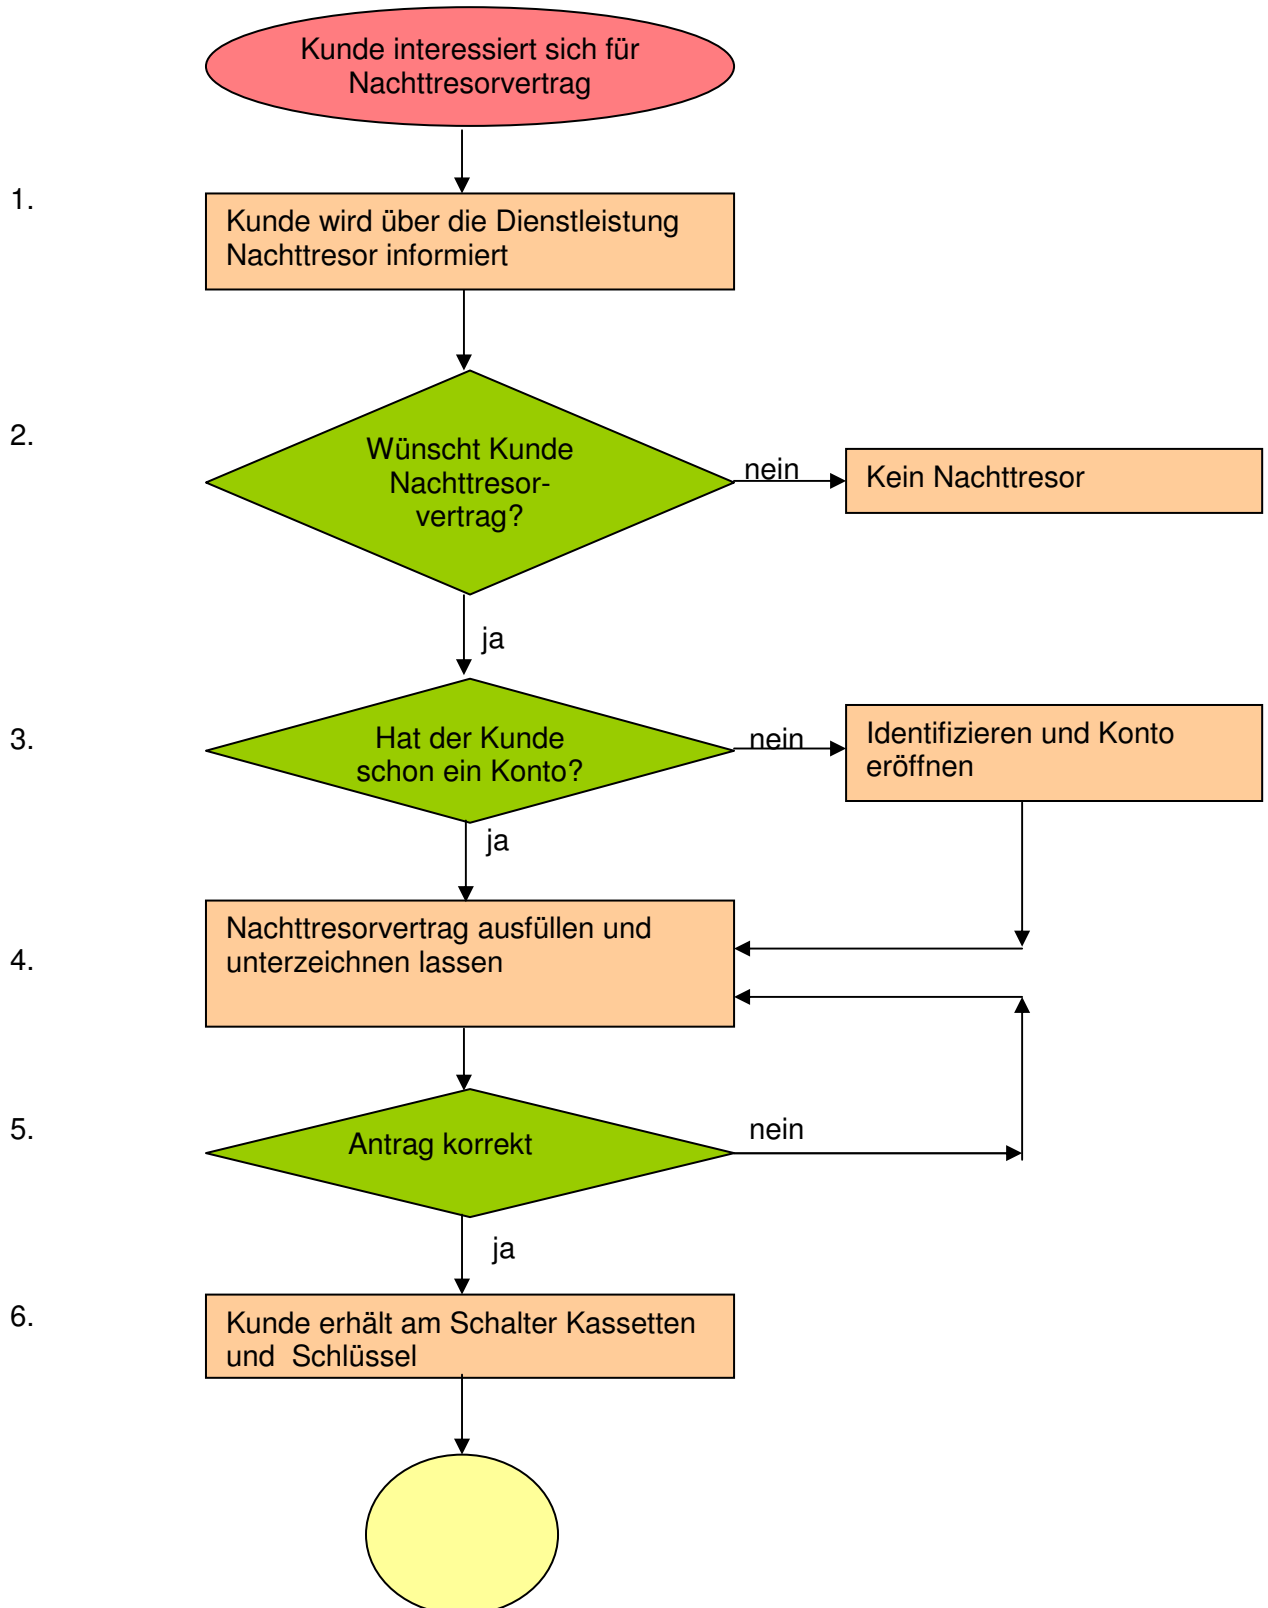 Kunde interessiert sich für
Nachttresorvertrag
1.
Kunde wird über die Dienstleistung
Nachttresor informiert
2.
Wünscht Kunde
Nachttresor-
vertrag?
nein
Kein Nachttresor
ja
3.
Hat der Kunde
schon ein Konto?
nein
Identifizieren und Konto
eröffnen
ja
4.
Nachttresorvertrag ausfüllen und
unterzeichnen lassen
5.
Antrag korrekt
nein
ja
6.
Kunde erhält am Schalter Kassetten
und  Schlüssel